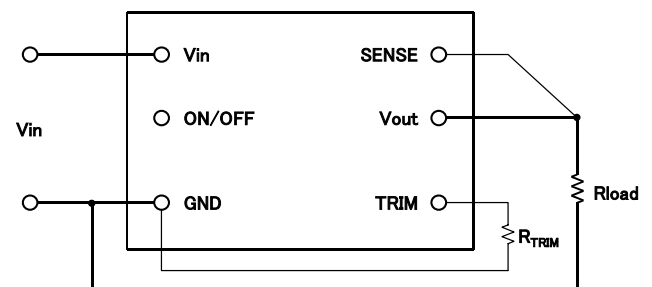 Vin
SENSE
ON/OFF
Vout
Vin
GND
TRIM
Rload
RTRIM